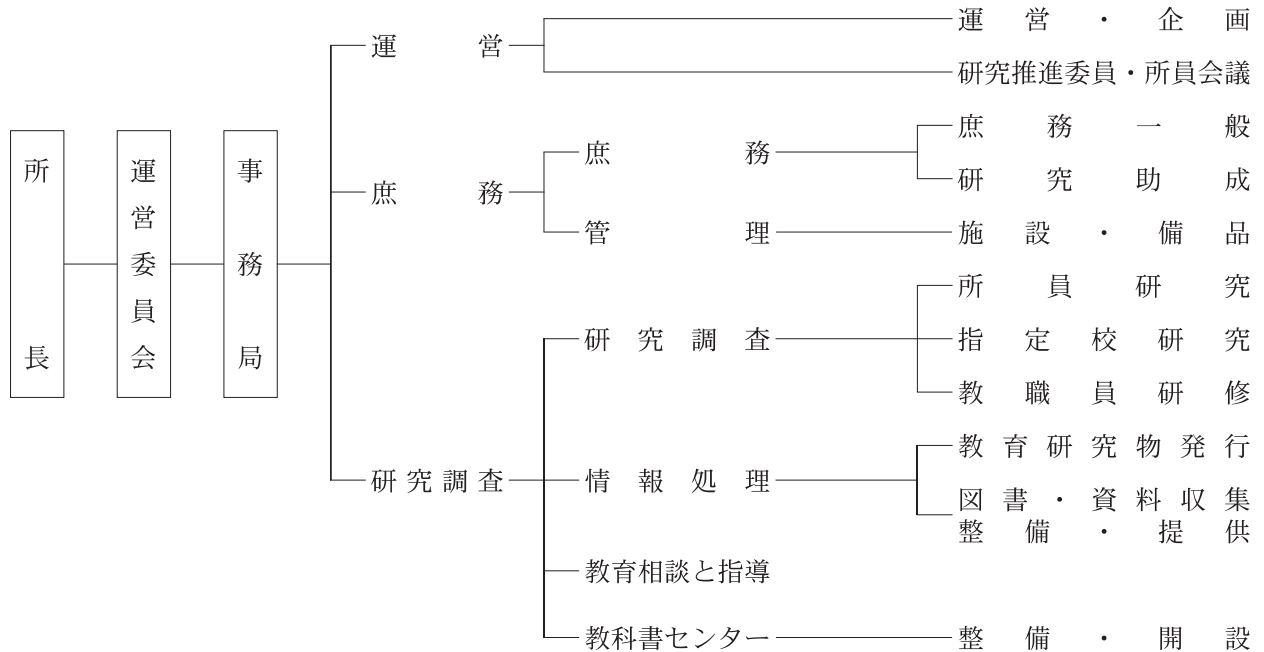 所長
運営委員会
事務局
運営
運営・企画
研究推進委員・所員会議
庶務
庶務
庶務一般
研究助成
管理
施設・備品
研究調査
研究調査
所員研究
指定校研究
教職員研修
情報処理
教育研究物発行
図書・資料収集
整備・提供
教育相談と指導
教科書センター
整備・開設